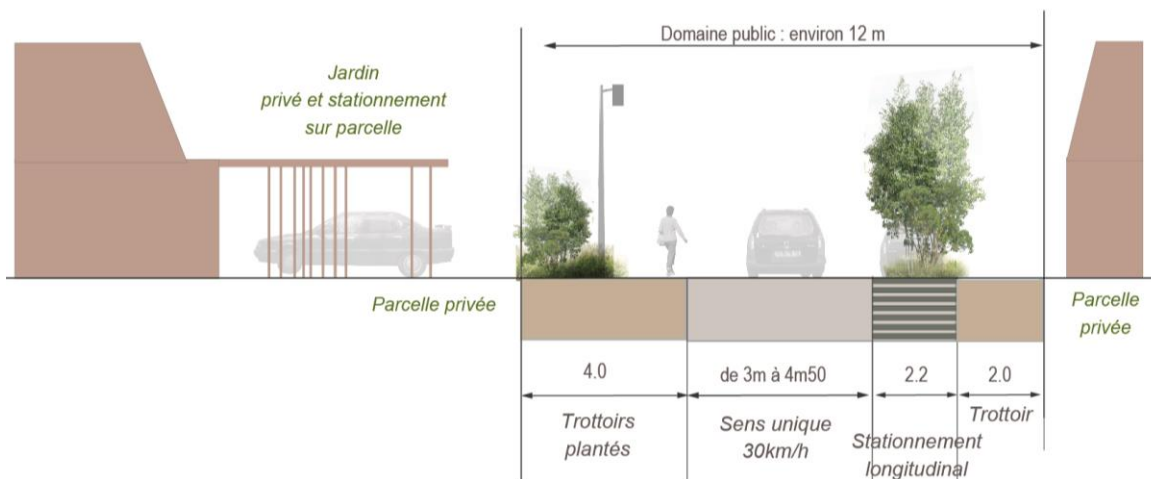 Domaine public : environ 12 m
Jardin
privé et stationnement
sur parcelle
Parcelle privée
Parcelle
privée
4.0
de 3m à 4m50
2.2
2.0
Trottoirs
plantés
Sens unique
30km/h
Stationnement
longitudinal
Trottoir